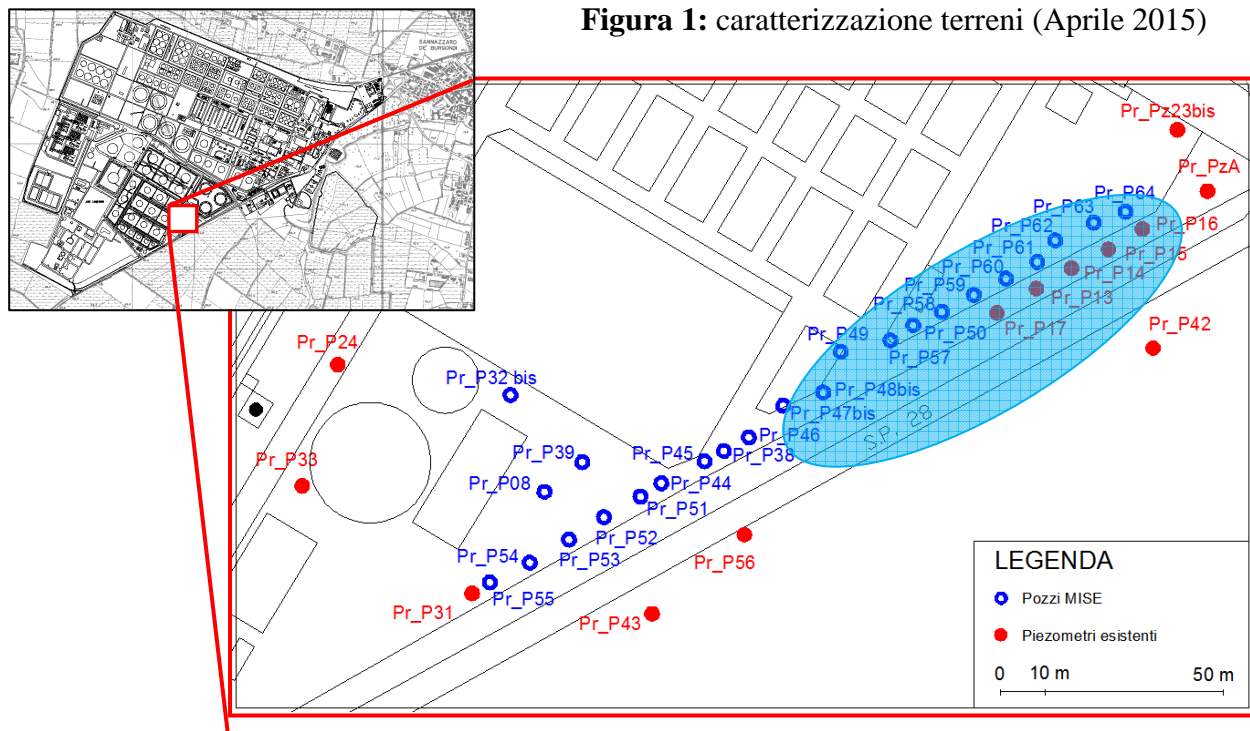 Figura 1: caratterizzazione terreni (Aprile 2015)
SANNAZZARO
DE' BURGONDI
Pr_Pz23bis
Pr_PzA
Pr_P64
Pr_P63
Pr_P16
Pr_P62
Pr_P15
Pr_P61
Pr_P14
Pr_P60
Pr_P13
Pr_P59
Pr_P17
Pr_P58
Pr_P50
Pr_P49
Pr_P57
Pr_P42
Pr_P24
Pr_P32 bis
Pr_P48bis
Pr_P47bis
S.P. 28
Pr_P46
Pr_P38
Pr_P45
Pr_P39
Pr_P33
Pr_P44
Pr_P08
Pr_P51
Pr_P52
Pr_P56
Pr_P54
Pr_P53
Pr_P55
Pr_P31
Pr_P43
LEGENDA
Pozzi MISE
Piezometri esistenti
0 10 m 50 m